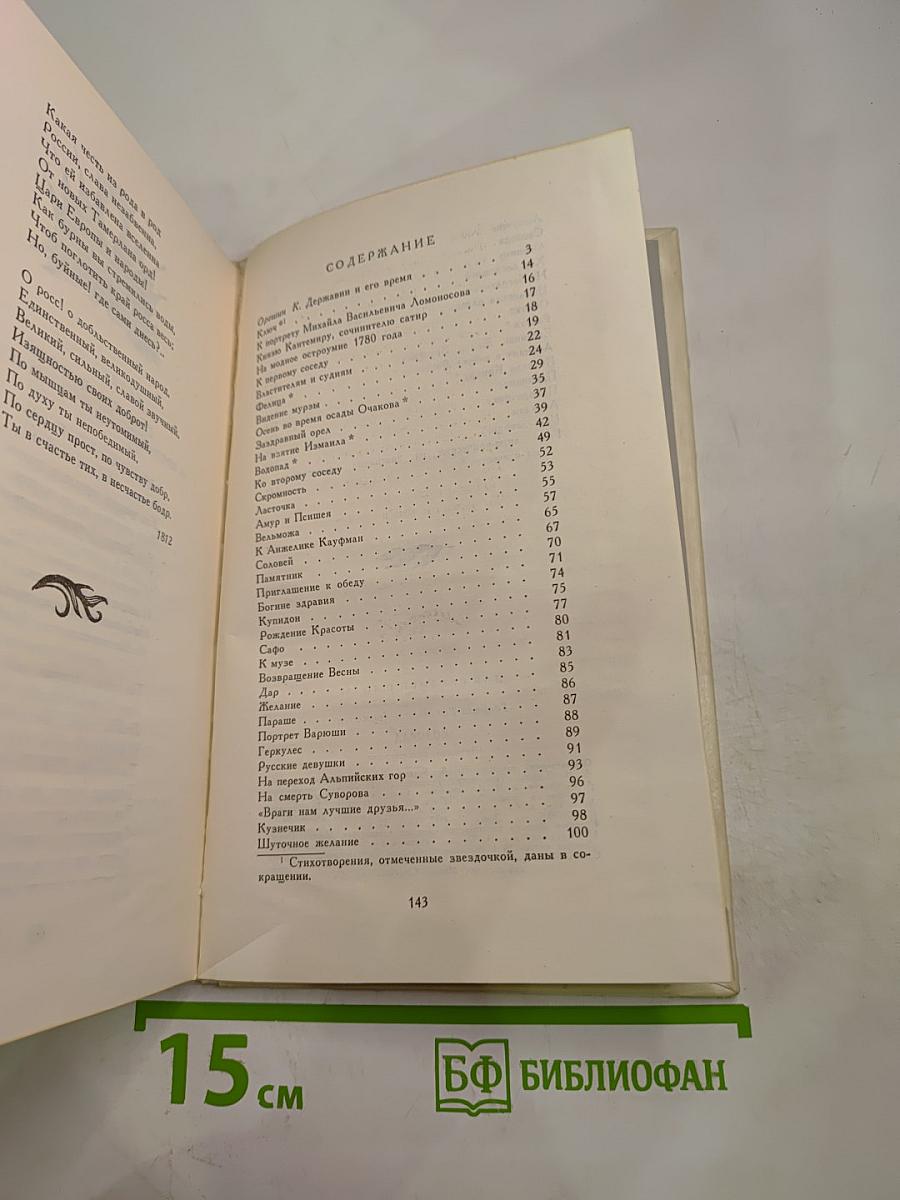 Какая честь из рода в род
России, слава незабвенна,
Что ей избавлена вселенна
От новых Тамерлана орд!
Цари Европы и народы!
Как бурны вы стремились воды,
Чтоб поглотить край росса весь;
Но, буйные! где сами днесь?..
О росс! о добльственный народ,
Единственный, великодушный,
Великий, сильный, славой звучный,
Изящностью своих доброт!
По мышцам ты неутомимый,
По духу ты непобедимый,
По сердцу прост, по чувству добр,
Ты в счастье тих, в несчастье бодр.
1812
СОДЕРЖАНИЕ
Орешин К. Державин и его время . . . . . 3
Ключ *1 . . . . . 14
К портрету Михайла Васильевича Ломоносова . 16
Князю Кантемиру, сочинителю сатир . . . 17
На модное остроумие 1780 года . . . . 18
К первому соседу . . . . . 19
Властителям и судиям . . . . . 22
Фелица * . . . . . 24
Видение мурзы . . . . . 29
Осень во время осады Очакова * . . . . 35
Заздравный орел . . . . . 37
На взятие Измаила * . . . . . 39
Водопад * . . . . . 42
Ко второму соседу . . . . . 49
Скромность . . . . . 52
Ласточка . . . . . 53
Амур и Псишея . . . . . 55
Вельможа . . . . . 57
К Анжелике Кауфман . . . . . 65
Соловей . . . . . 67
Памятник . . . . . 70
Приглашение к обеду . . . . . 71
Богине здравия . . . . . 74
Купидон . . . . . 75
Рождение Красоты . . . . . 77
Сафо . . . . . 80
К музе . . . . . 81
Возвращение Весны . . . . . 83
Дар . . . . . 85
Желание . . . . . 86
Параше . . . . . 87
Портрет Варюши . . . . . 88
Геркулес . . . . . 89
Русские девушки . . . . . 91
На переход Альпийских гор . . . . . 93
На смерть Суворова . . . . . 96
«Враги нам лучшие друзья...» . . . . . 97
Кузнечик . . . . . 98
Шуточное желание . . . . . 100
1 Стихотворения, отмеченные звездочкой, даны в со-
кращении.
143
15 см
БФ БИБЛИОФАН